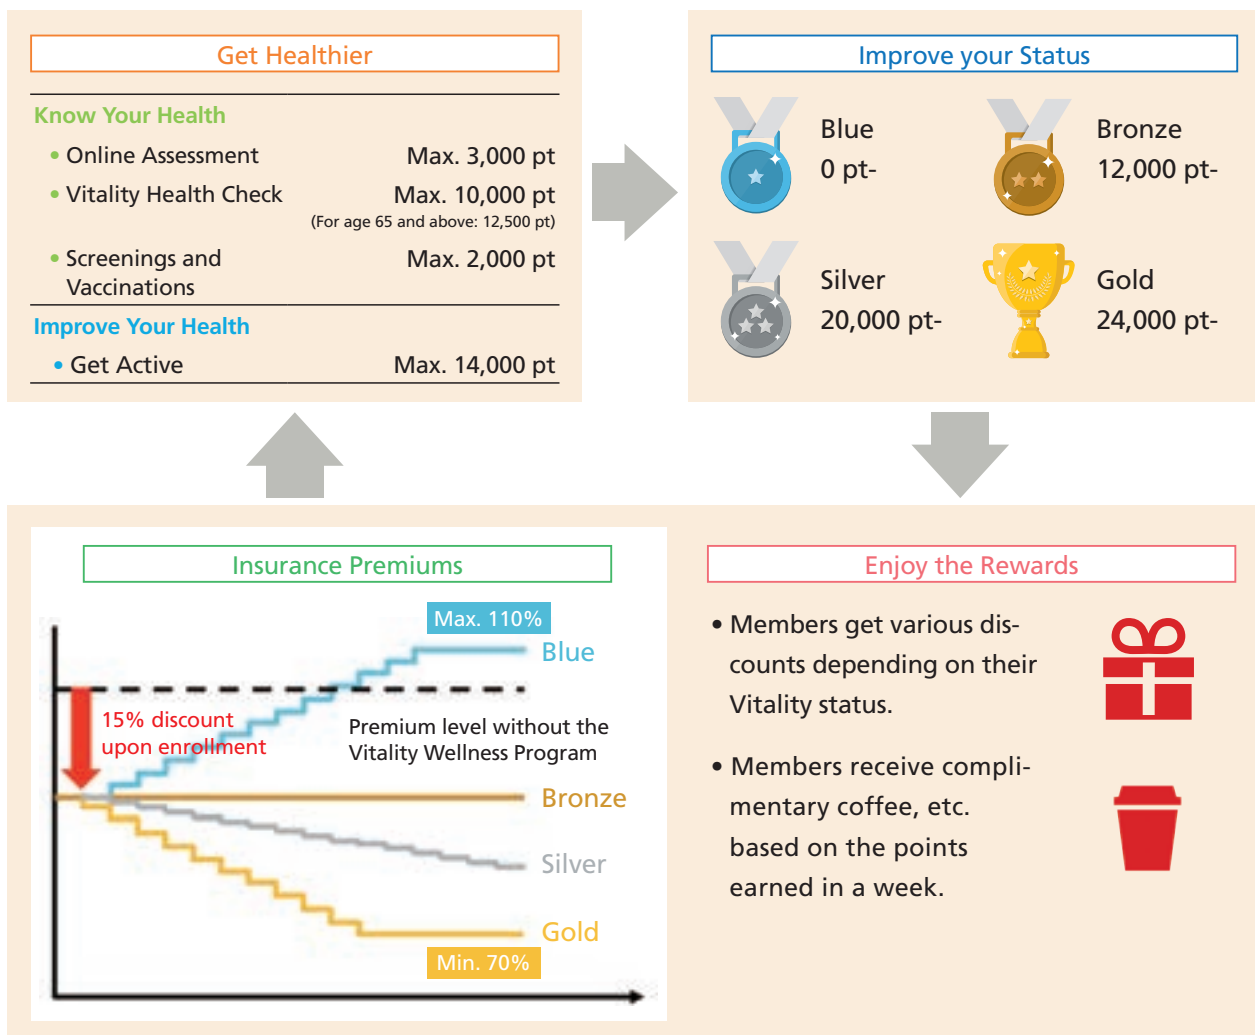 Get Healthier
Know Your Health
• Online Assessment Max. 3,000 pt
• Vitality Health Check Max. 10,000 pt
(For age 65 and above: 12,500 pt)
• Screenings and Max. 2,000 pt
Vaccinations
Improve Your Health
• Get Active Max. 14,000 pt
Improve your Status
Blue
0 pt-
Bronze
12,000 pt-
Silver
20,000 pt-
Gold
24,000 pt-
Insurance Premiums
Max. 110%
Blue
15% discount
upon enrollment
Premium level without the
Vitality Wellness Program
Bronze
Silver
Gold
Min. 70%
Enjoy the Rewards
• Members get various dis-
counts depending on their
Vitality status.
• Members receive compli-
mentary coffee, etc.
based on the points
earned in a week.